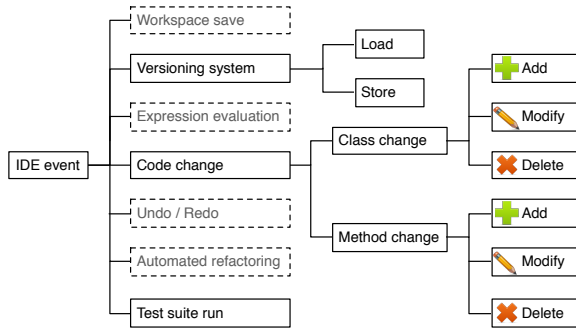 Workspace save
Versioning system
Load
Store
Expression evaluation
IDE event
Code change
Class change
Add
Modify
Delete
Undo / Redo
Method change
Add
Modify
Delete
Automated refactoring
Test suite run